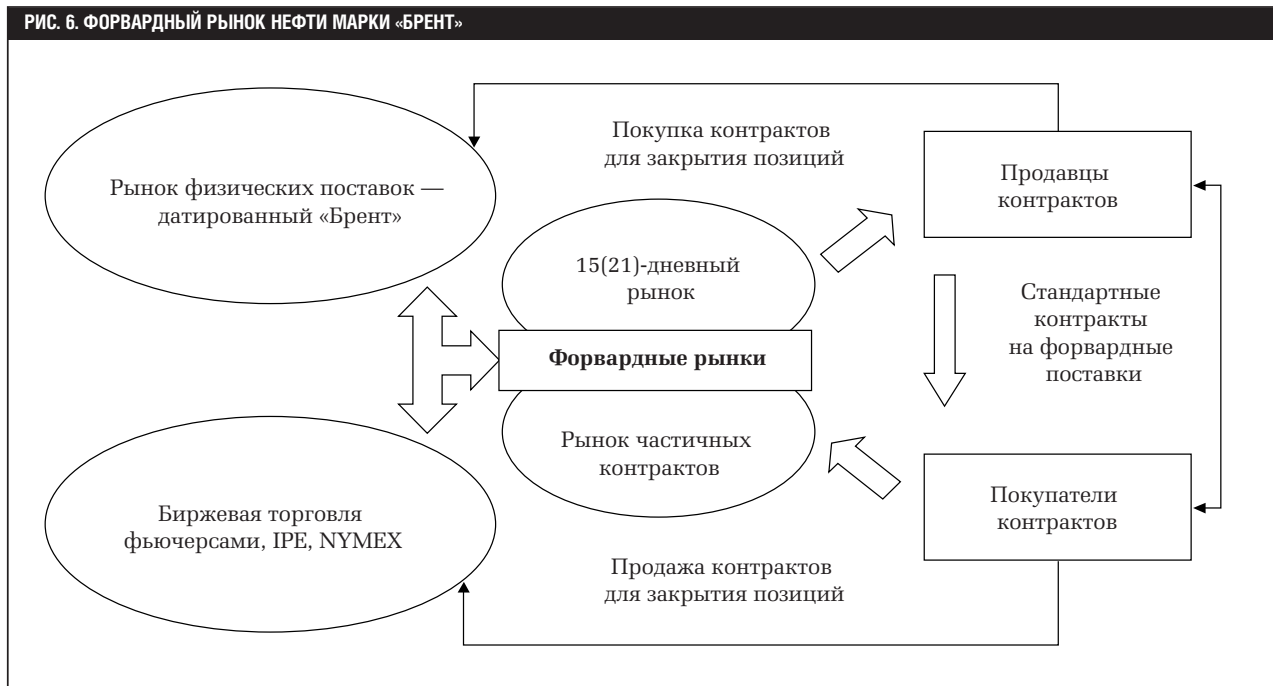 РИС. 6. ФОРВАРДНЫЙ РЫНОК НЕФТИ МАРКИ «БРЕНТ»
Рынок физических поставок —
датированный «Брент»
Покупка контрактов
для закрытия позиций
Продавцы
контрактов
15(21)-дневный
рынок
Стандартные
контракты
на форвардные
поставки
Форвардные рынки
Рынок частичных
контрактов
Биржевая торговля
фьючерсами, IPE, NYMEX
Покупатели
контрактов
Продажа контрактов
для закрытия позиций